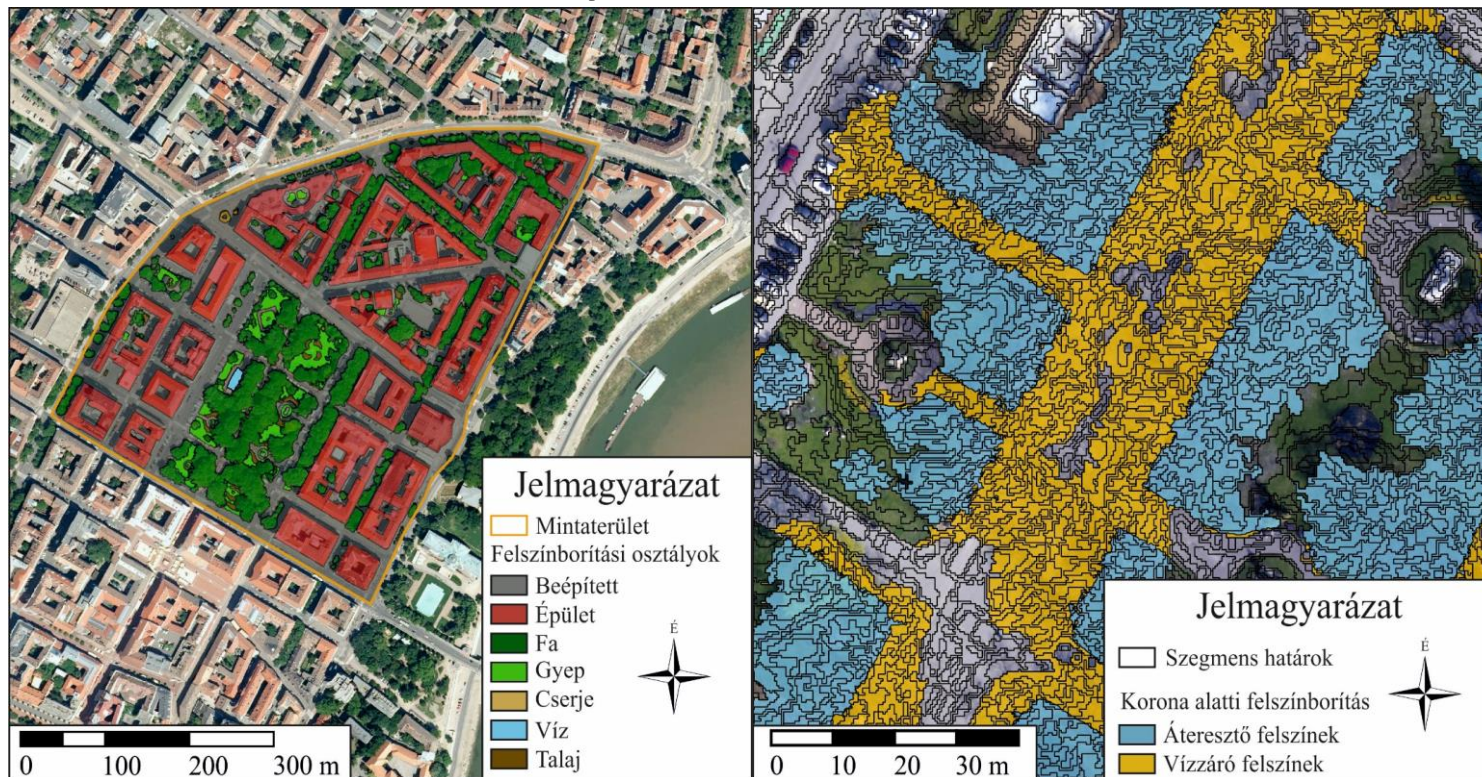 Jelmagyarázat
Mintaterület
Felszínborítási osztályok
Beépített
Épület
Fa
Gyep
Cserje
Víz
Talaj
É
0 100 200 300 m
Jelmagyarázat
Szegmens határok
Korona alatti felszínborítás
Áteresztő felszínek
Vízzáró felszínek
É
0 10 20 30 m